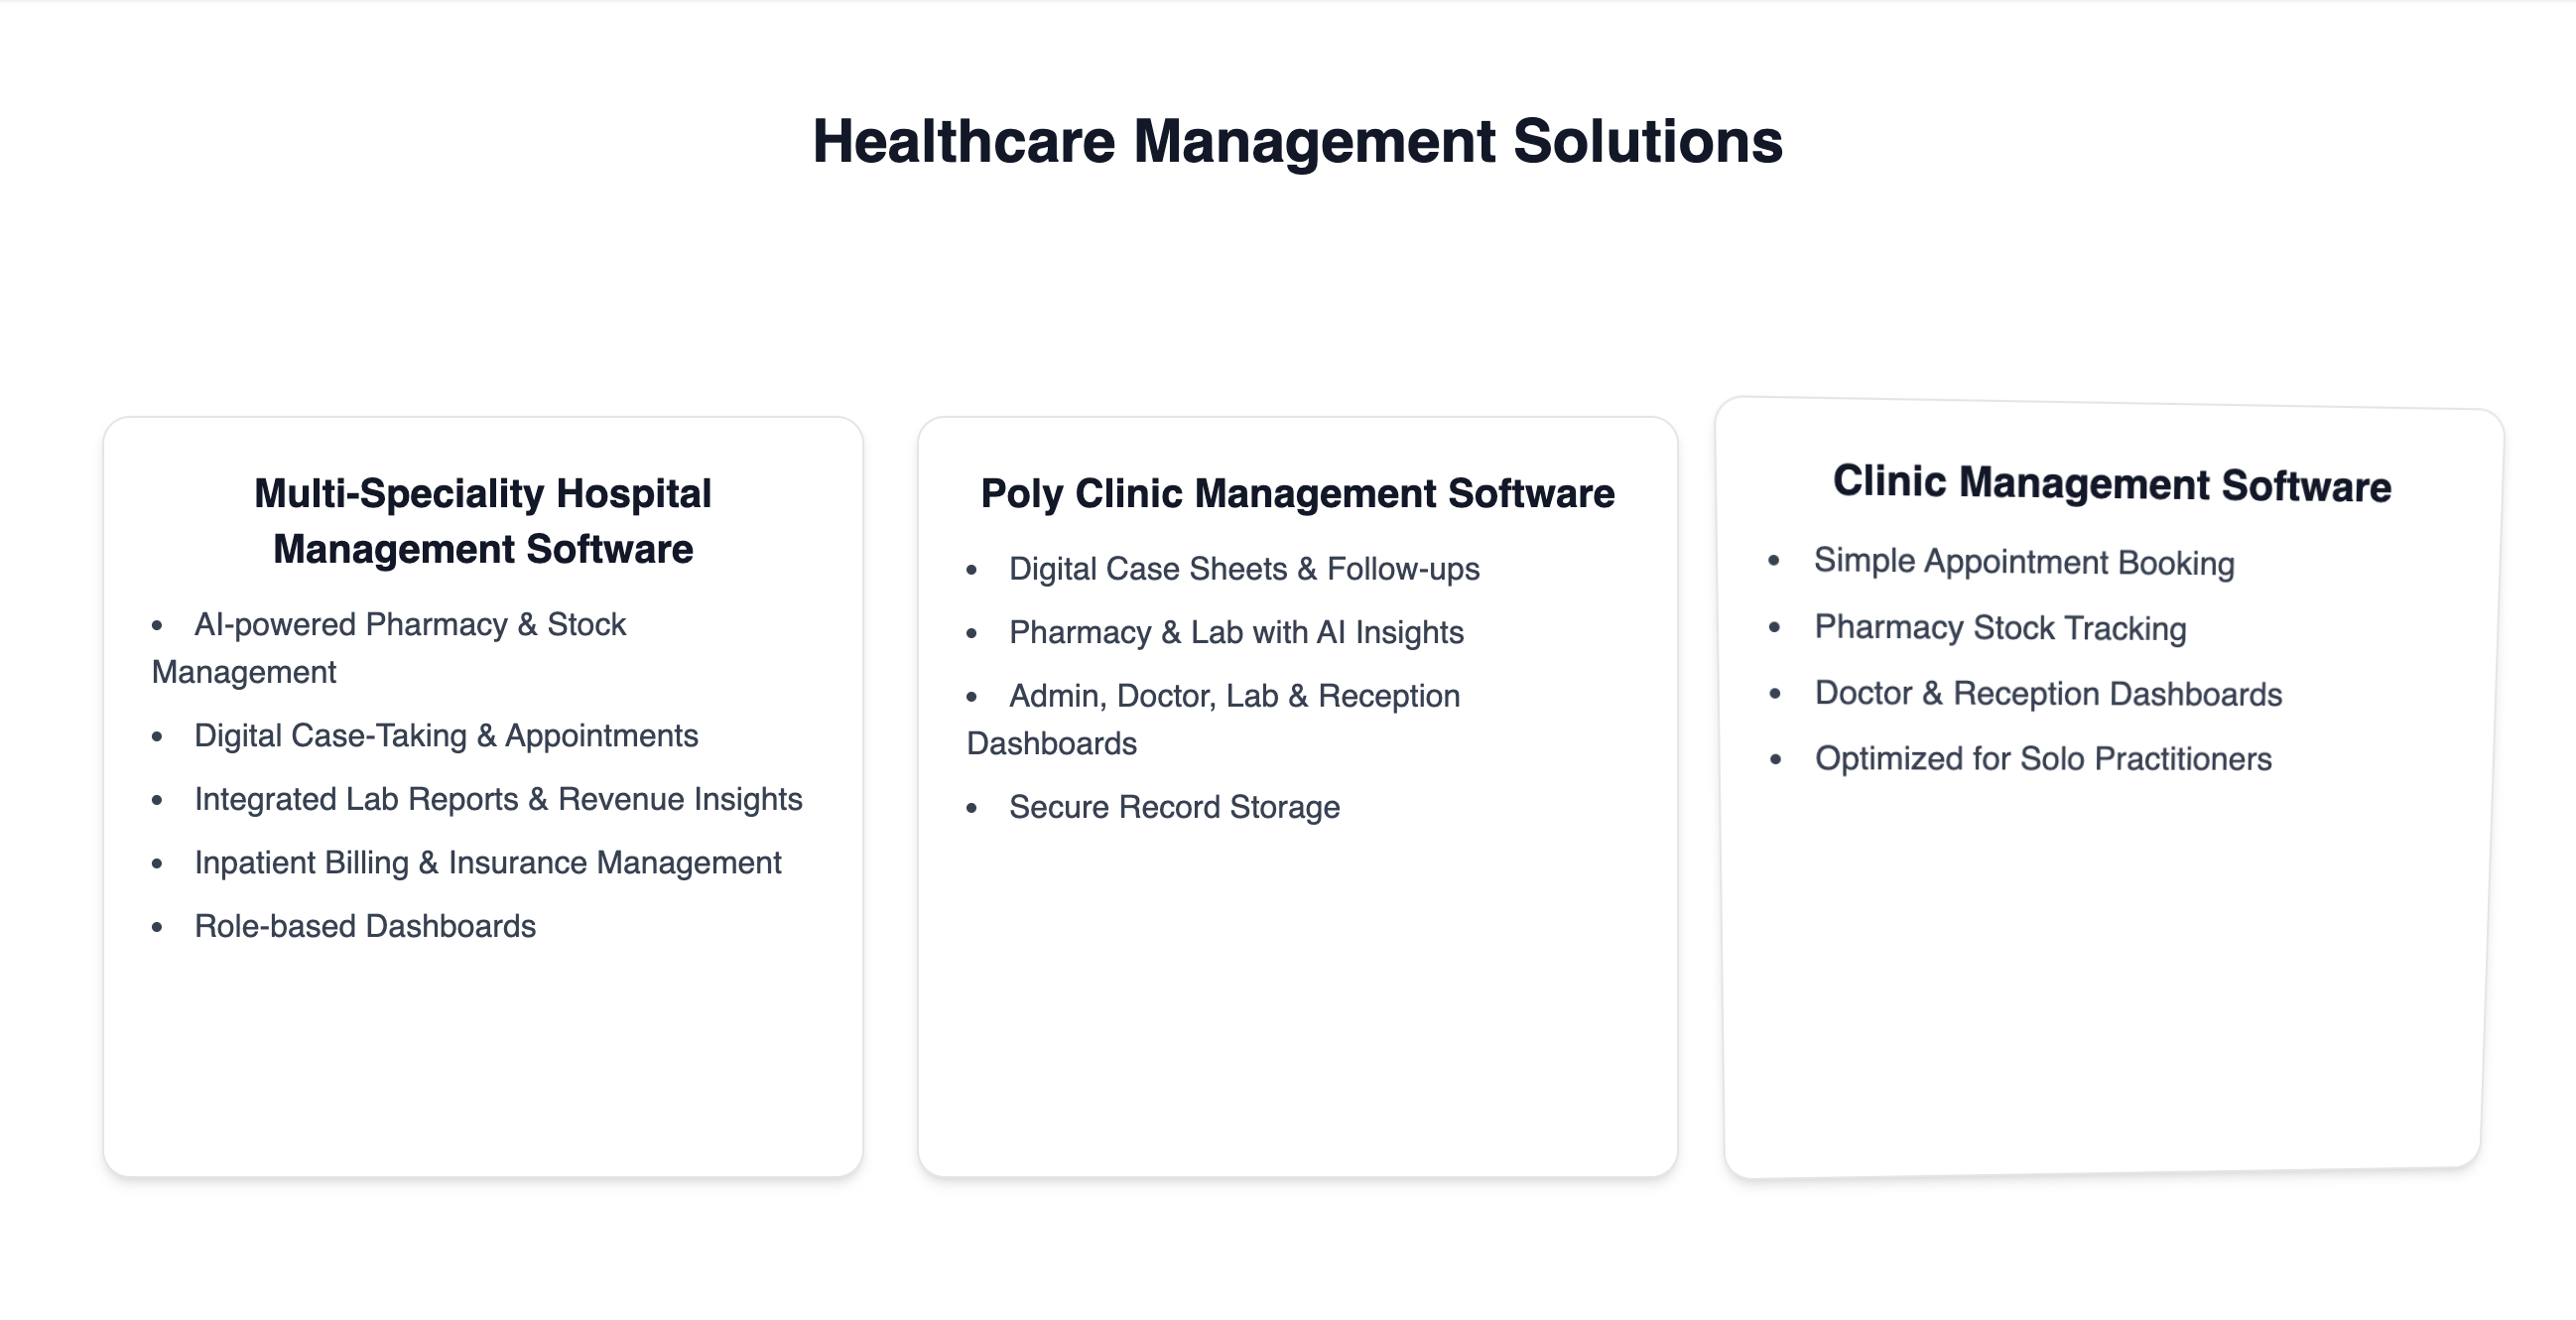 Healthcare Management Solutions
Multi-Speciality Hospital
Management Software
• AI-powered Pharmacy & Stock
Management
• Digital Case-Taking & Appointments
• Integrated Lab Reports & Revenue Insights
• Inpatient Billing & Insurance Management
• Role-based Dashboards
Poly Clinic Management Software
• Digital Case Sheets & Follow-ups
• Pharmacy & Lab with AI Insights
• Admin, Doctor, Lab & Reception
Dashboards
• Secure Record Storage
Clinic Management Software
• Simple Appointment Booking
• Pharmacy Stock Tracking
• Doctor & Reception Dashboards
• Optimized for Solo Practitioners